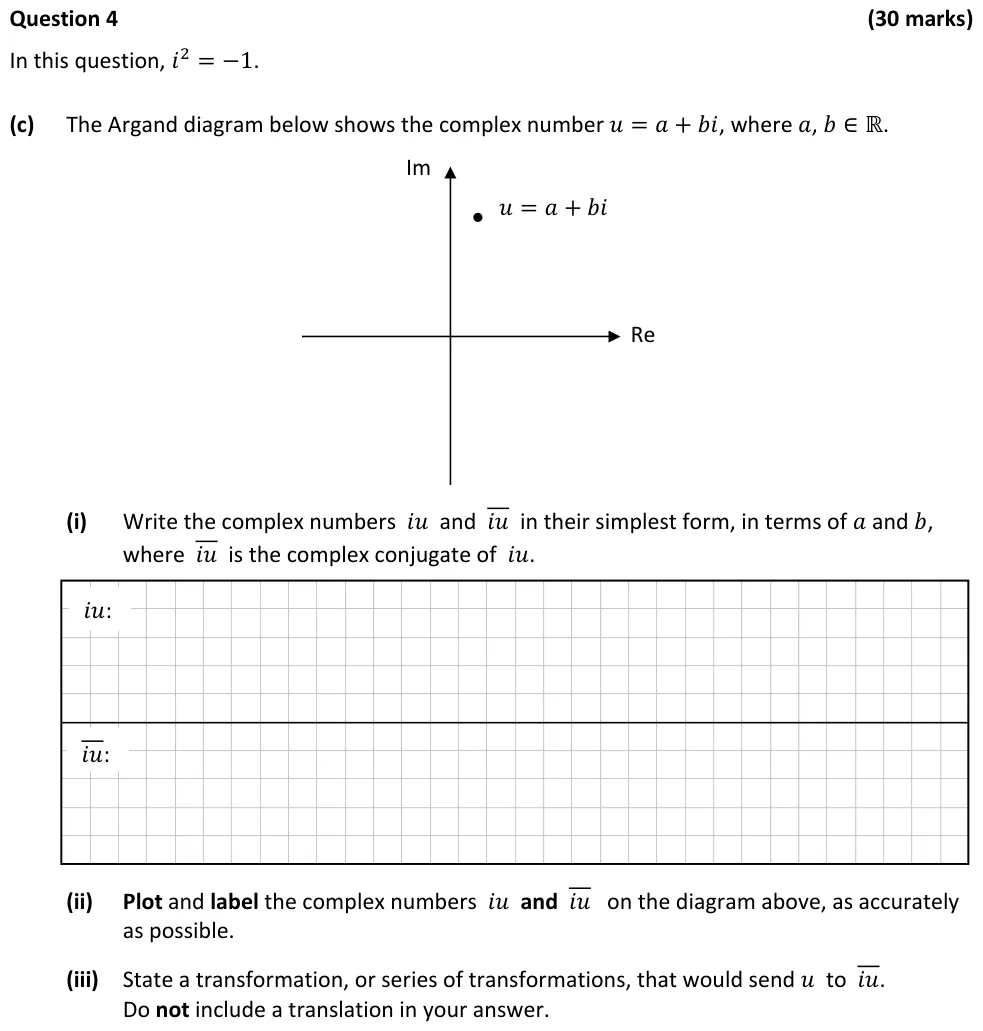 Question 4 (30 marks)
In this question, i² = −1.
(c) The Argand diagram below shows the complex number u = a + bi, where a, b ∈ ℝ.
Im
u = a + bi
Re
(i) Write the complex numbers iu and i̅u̅ in their simplest form, in terms of a and b,
where i̅u̅ is the complex conjugate of iu.
iu:
i̅u̅:
(ii) Plot and label the complex numbers iu and i̅u̅ on the diagram above, as accurately
as possible.
(iii) State a transformation, or series of transformations, that would send u to i̅u̅.
Do not include a translation in your answer.